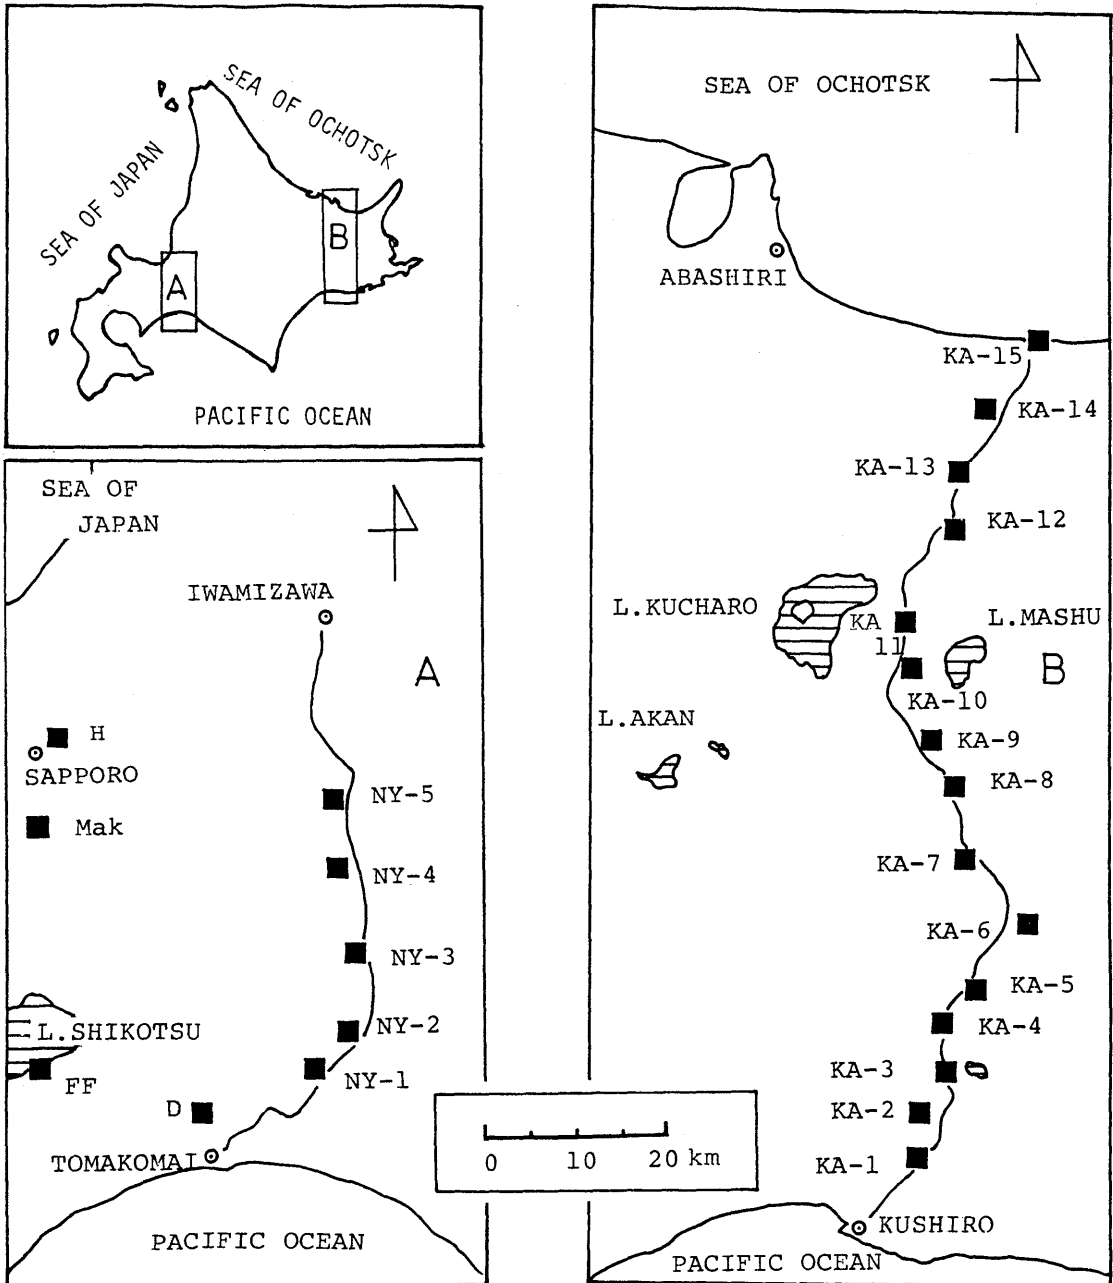 SEA OF OCHOTSK
SEA OF JAPAN
B
A
PACIFIC OCEAN
SEA OF
JAPAN
IWAMIZAWA
A
H
SAPPORO
NY-5
Mak
NY-4
NY-3
NY-2
L.SHIKOTSU
NY-1
FF
D
TOMAKOMAI
PACIFIC OCEAN
0 10 20 km
SEA OF OCHOTSK
ABASHIRI
KA-15
KA-14
KA-13
KA-12
L.KUCHARO
KA
11
L.MASHU
B
KA-10
L.AKAN
KA-9
KA-8
KA-7
KA-6
KA-5
KA-4
KA-3
KA-2
KA-1
KUSHIRO
PACIFIC OCEAN